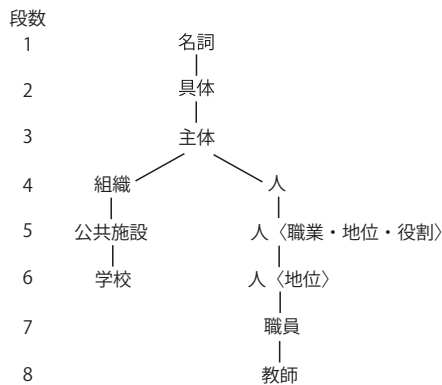 段数
1 名詞
2 具体
3 主体
4 組織 人
5 公共施設 人〈職業・地位・役割〉
6 学校 人〈地位〉
7 職員
8 教師